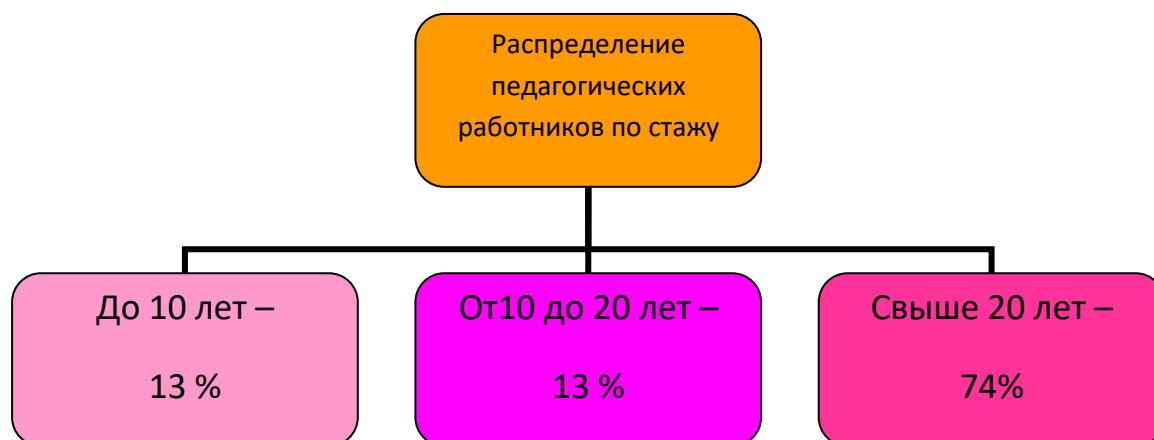 Распределение
педагогических
работников по стажу
До 10 лет –
13 %
От10 до 20 лет –
13 %
Свыше 20 лет –
74%